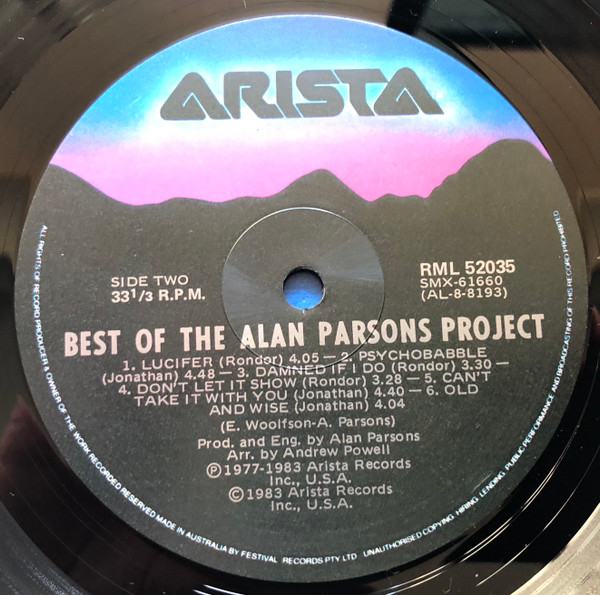 ARISTA
SIDE TWO
33 1/3 R.P.M.
RML 52035
SMX-61660
(AL-8-8193)
BEST OF THE ALAN PARSONS PROJECT
1. LUCIFER (Rondor) 4.05 — 2. PSYCHOBABBLE
(Jonathan) 4.48 — 3. DAMNED IF I DO (Rondor) 3.30 —
4. DON'T LET IT SHOW (Rondor) 3.28 — 5. CAN'T
TAKE IT WITH YOU (Jonathan) 4.40 — 6. OLD
AND WISE (Jonathan) 4.04
(E. Woolfson-A. Parsons)
Prod. and Eng. by Alan Parsons
Arr. by Andrew Powell
Ⓟ1977-1983 Arista Records
Inc., U.S.A.
©1983 Arista Records
Inc., U.S.A.
ALL RIGHTS OF RECORD PRODUCER & OWNER OF THE WORK RECORDED RESERVED MADE IN AUSTRALIA BY FESTIVAL RECORDS PTY LTD UNAUTHORISED COPYING HIRING LENDING PUBLIC PERFORMANCE AND BROADCASTING OF THIS RECORD PROHIBITED